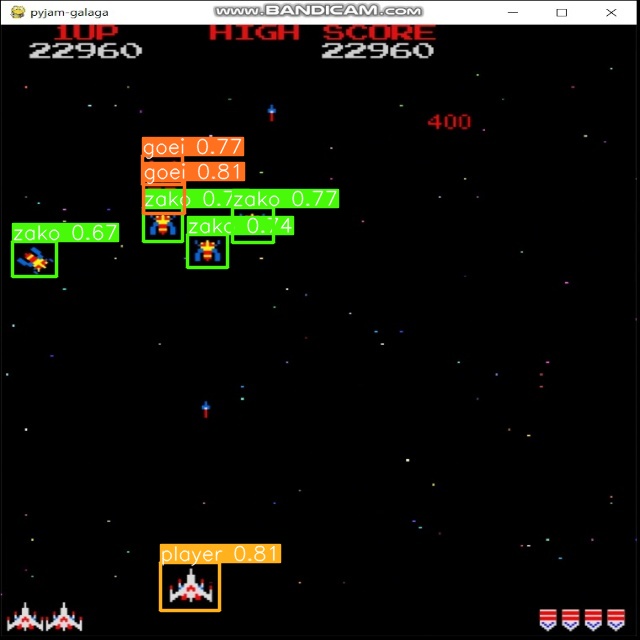 pyjam-galaga
www.BANDICAM.com
1UP HIGH SCORE
22960 22960
400
goei 0.77
goei 0.81
zako 0.77
zako 0.74
zako 0.67
player 0.81